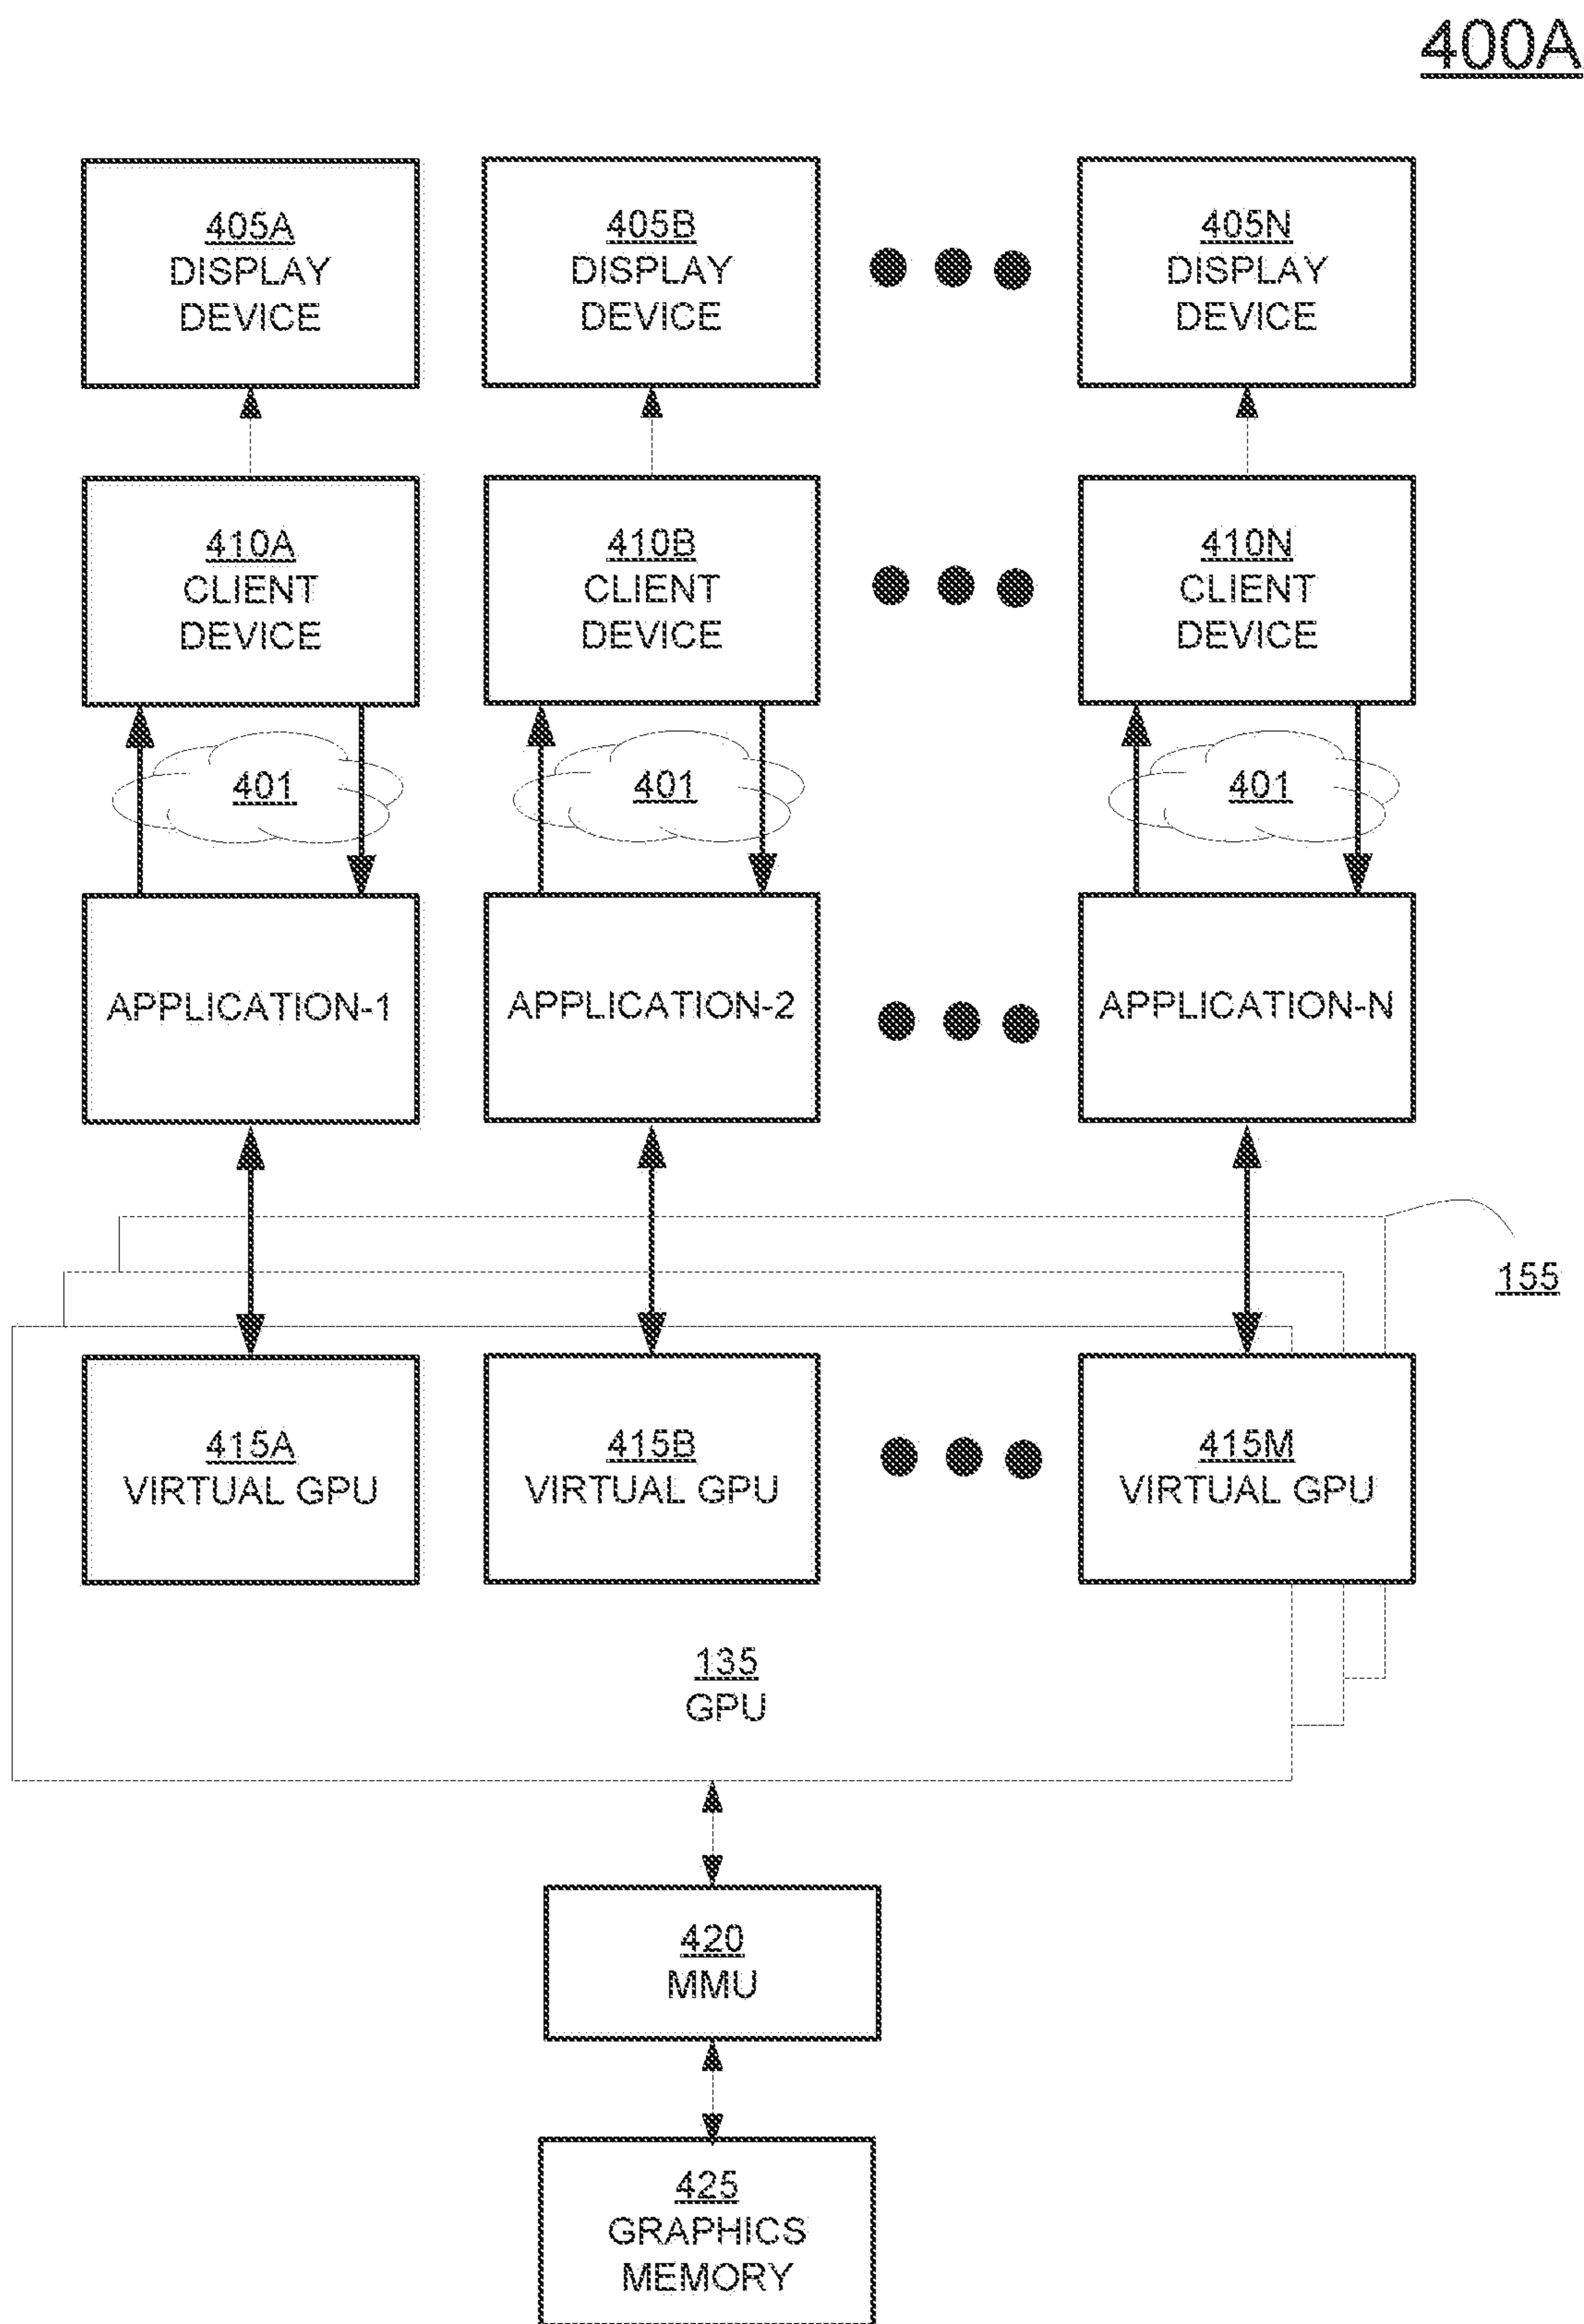 400A
405A
DISPLAY
DEVICE
405B
DISPLAY
DEVICE
405N
DISPLAY
DEVICE
410A
CLIENT
DEVICE
410B
CLIENT
DEVICE
410N
CLIENT
DEVICE
401
401
401
APPLICATION-1
APPLICATION-2
APPLICATION-N
155
415A
VIRTUAL GPU
415B
VIRTUAL GPU
415M
VIRTUAL GPU
135
GPU
420
MMU
425
GRAPHICS
MEMORY